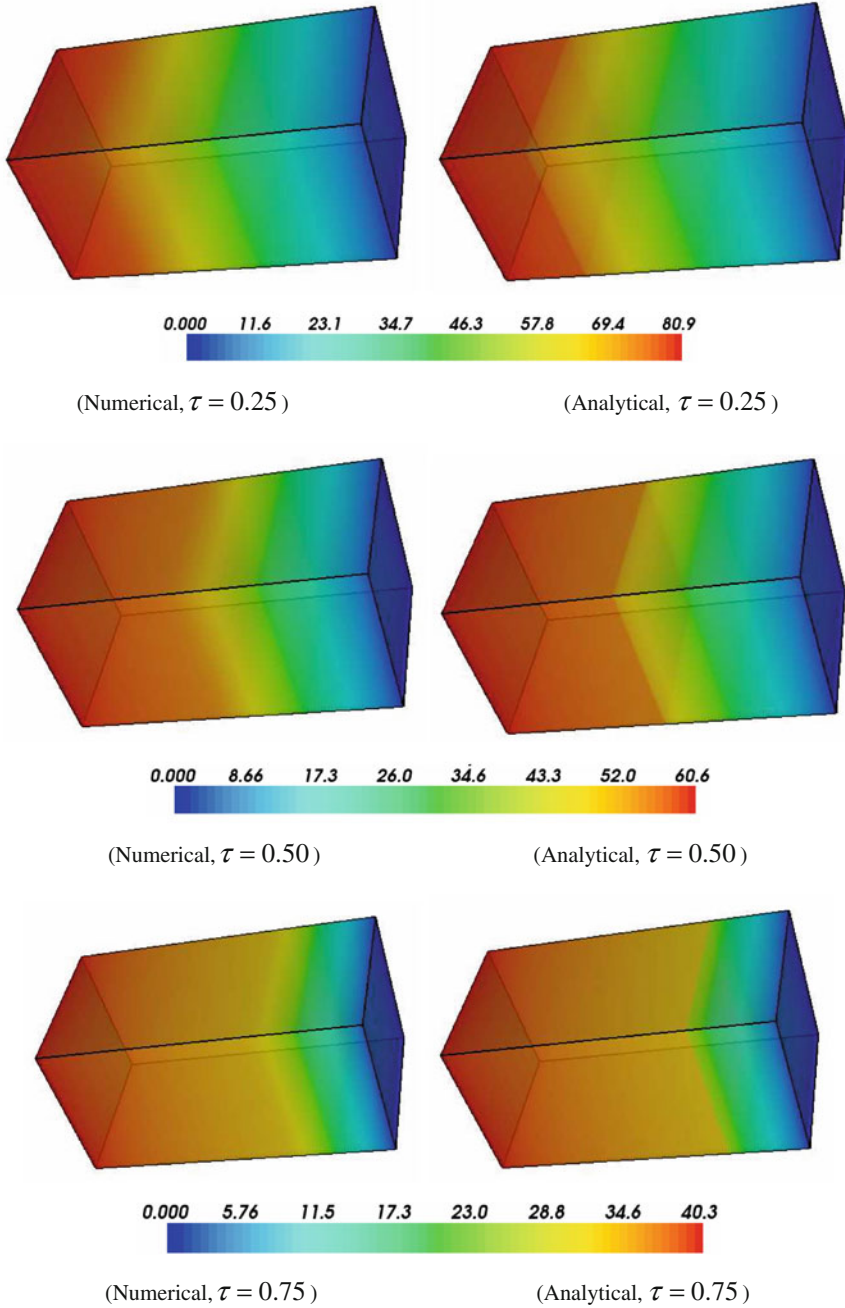 0.000 11.6 23.1 34.7 46.3 57.8 69.4 80.9
(Numerical, τ = 0.25 ) (Analytical, τ = 0.25 )
0.000 8.66 17.3 26.0 34.6 43.3 52.0 60.6
(Numerical, τ = 0.50 ) (Analytical, τ = 0.50 )
0.000 5.76 11.5 17.3 23.0 28.8 34.6 40.3
(Numerical, τ = 0.75 ) (Analytical, τ = 0.75 )